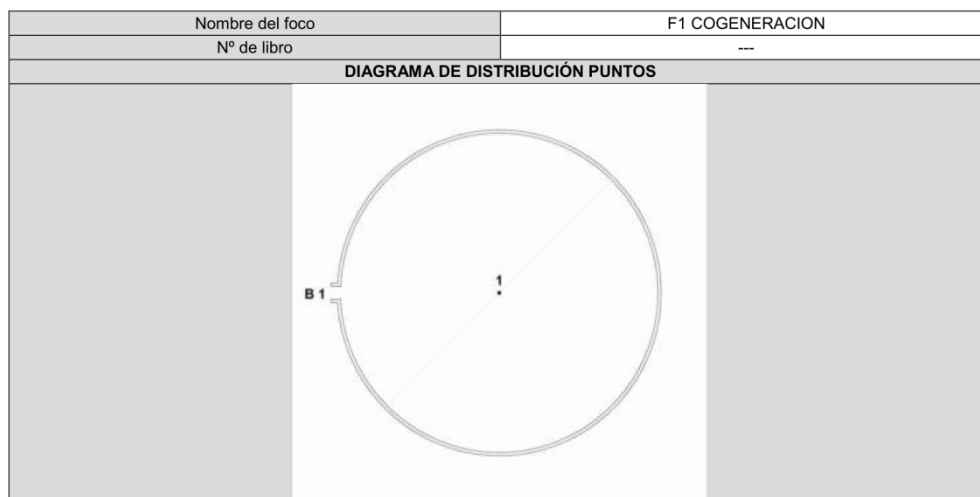 Nombre del foco F1 COGENERACION
Nº de libro ---
DIAGRAMA DE DISTRIBUCIÓN PUNTOS
1
B 1